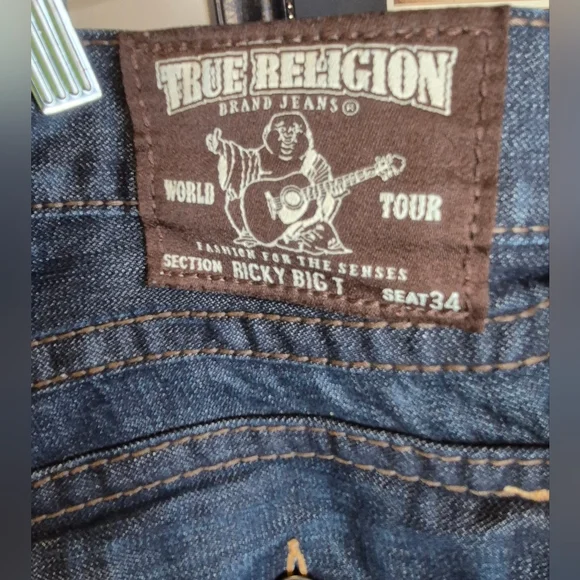 TRUE RELIGION
BRAND JEANS®
WORLD TOUR
FASHION FOR THE SENSES
SECTION RICKY BIG T
SEAT 34